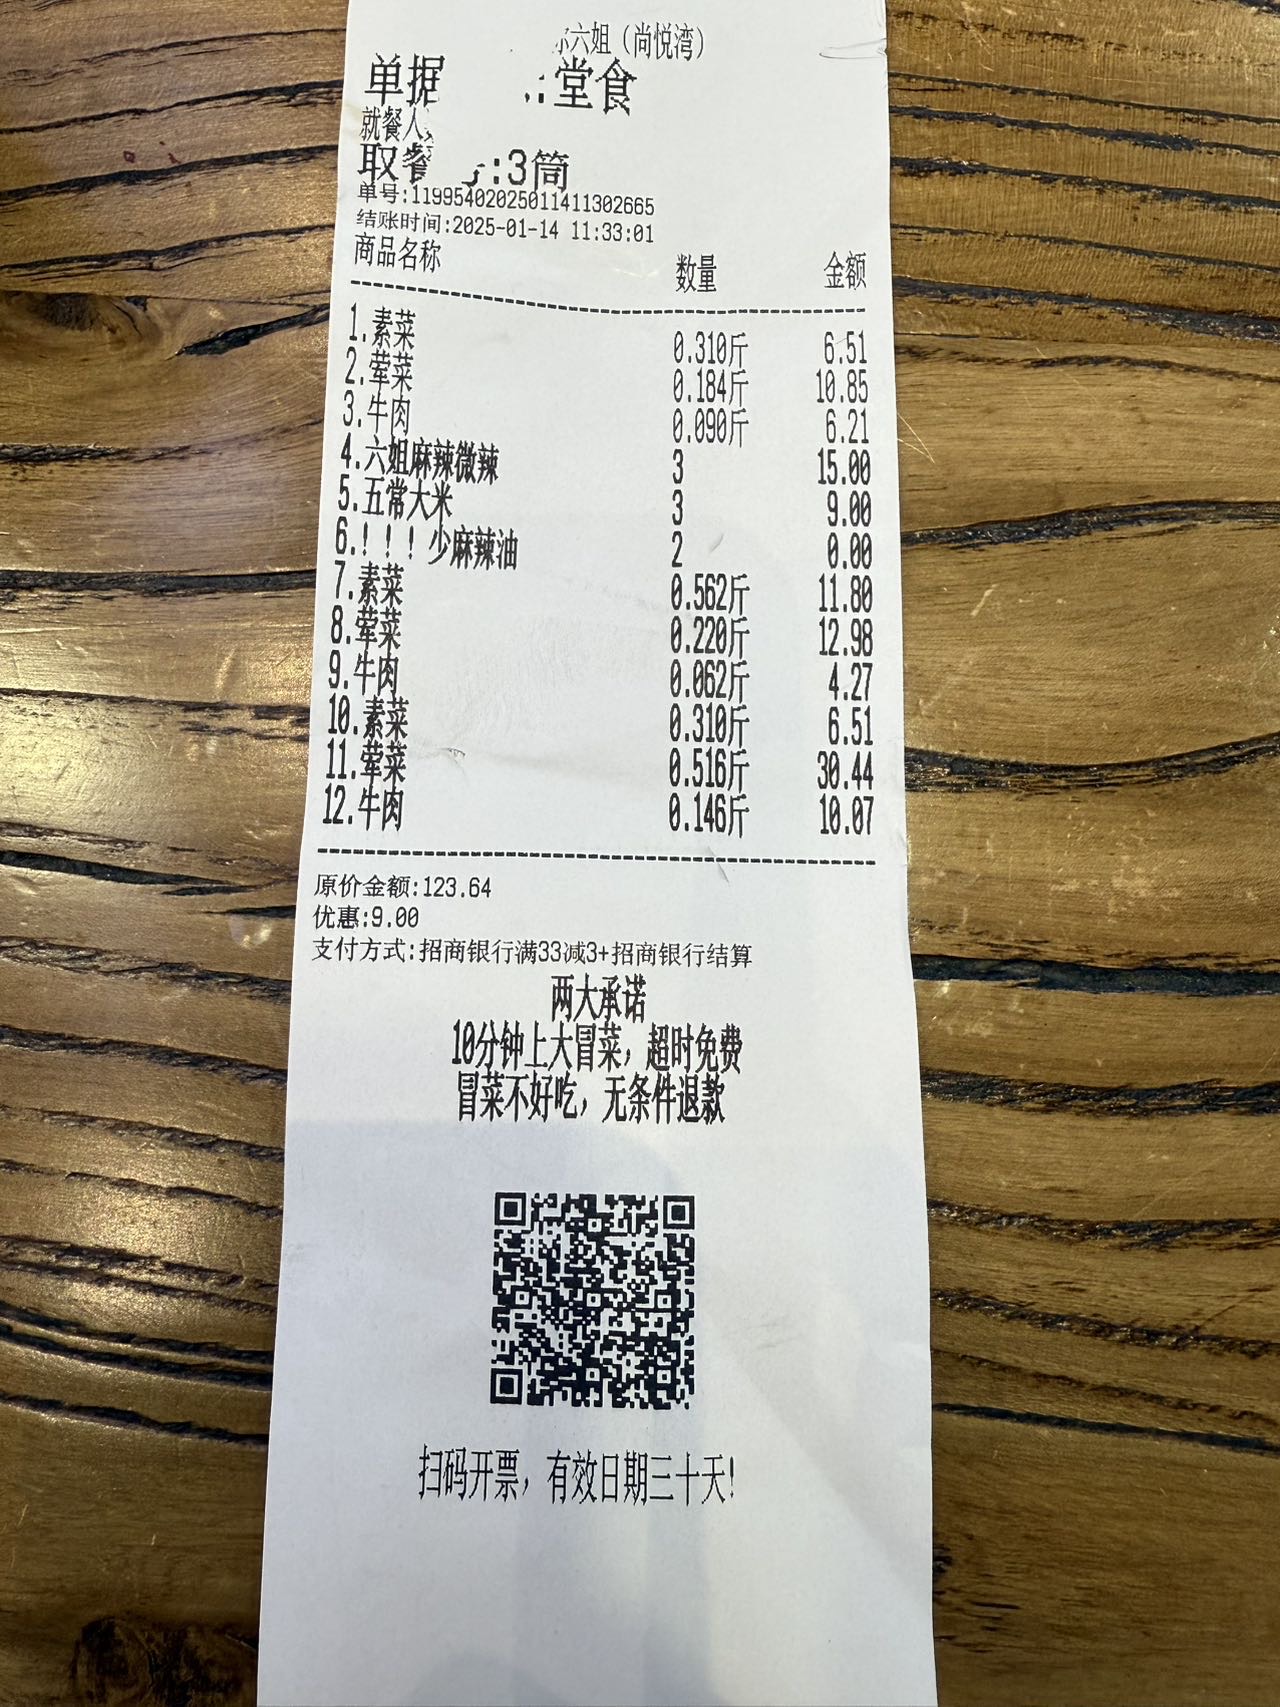 六姐（尚悦湾）
单据 :堂食
就餐人
取餐 :3筒
单号:11995402025011411302665
结账时间:2025-01-14 11:33:01
商品名称 数量 金额
1.素菜 0.310斤 6.51
2.荤菜 0.184斤 10.85
3.牛肉 0.090斤 6.21
4.六姐麻辣微辣 3 15.00
5.五常大米 3 9.00
6.！！！少麻辣油 2 0.00
7.素菜 0.562斤 11.80
8.荤菜 0.220斤 12.98
9.牛肉 0.062斤 4.27
10.素菜 0.310斤 6.51
11.荤菜 0.516斤 30.44
12.牛肉 0.146斤 10.07
原价金额:123.64
优惠:9.00
支付方式:招商银行满33减3+招商银行结算
两大承诺
10分钟上大冒菜，超时免费
冒菜不好吃，无条件退款
扫码开票，有效日期三十天！